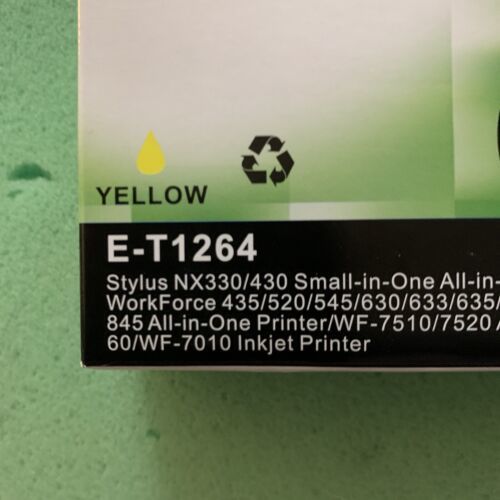 YELLOW
E-T1264
Stylus NX330/430 Small-in-One All-in-
WorkForce 435/520/545/630/633/635/
845 All-in-One Printer/WF-7510/7520
60/WF-7010 Inkjet Printer